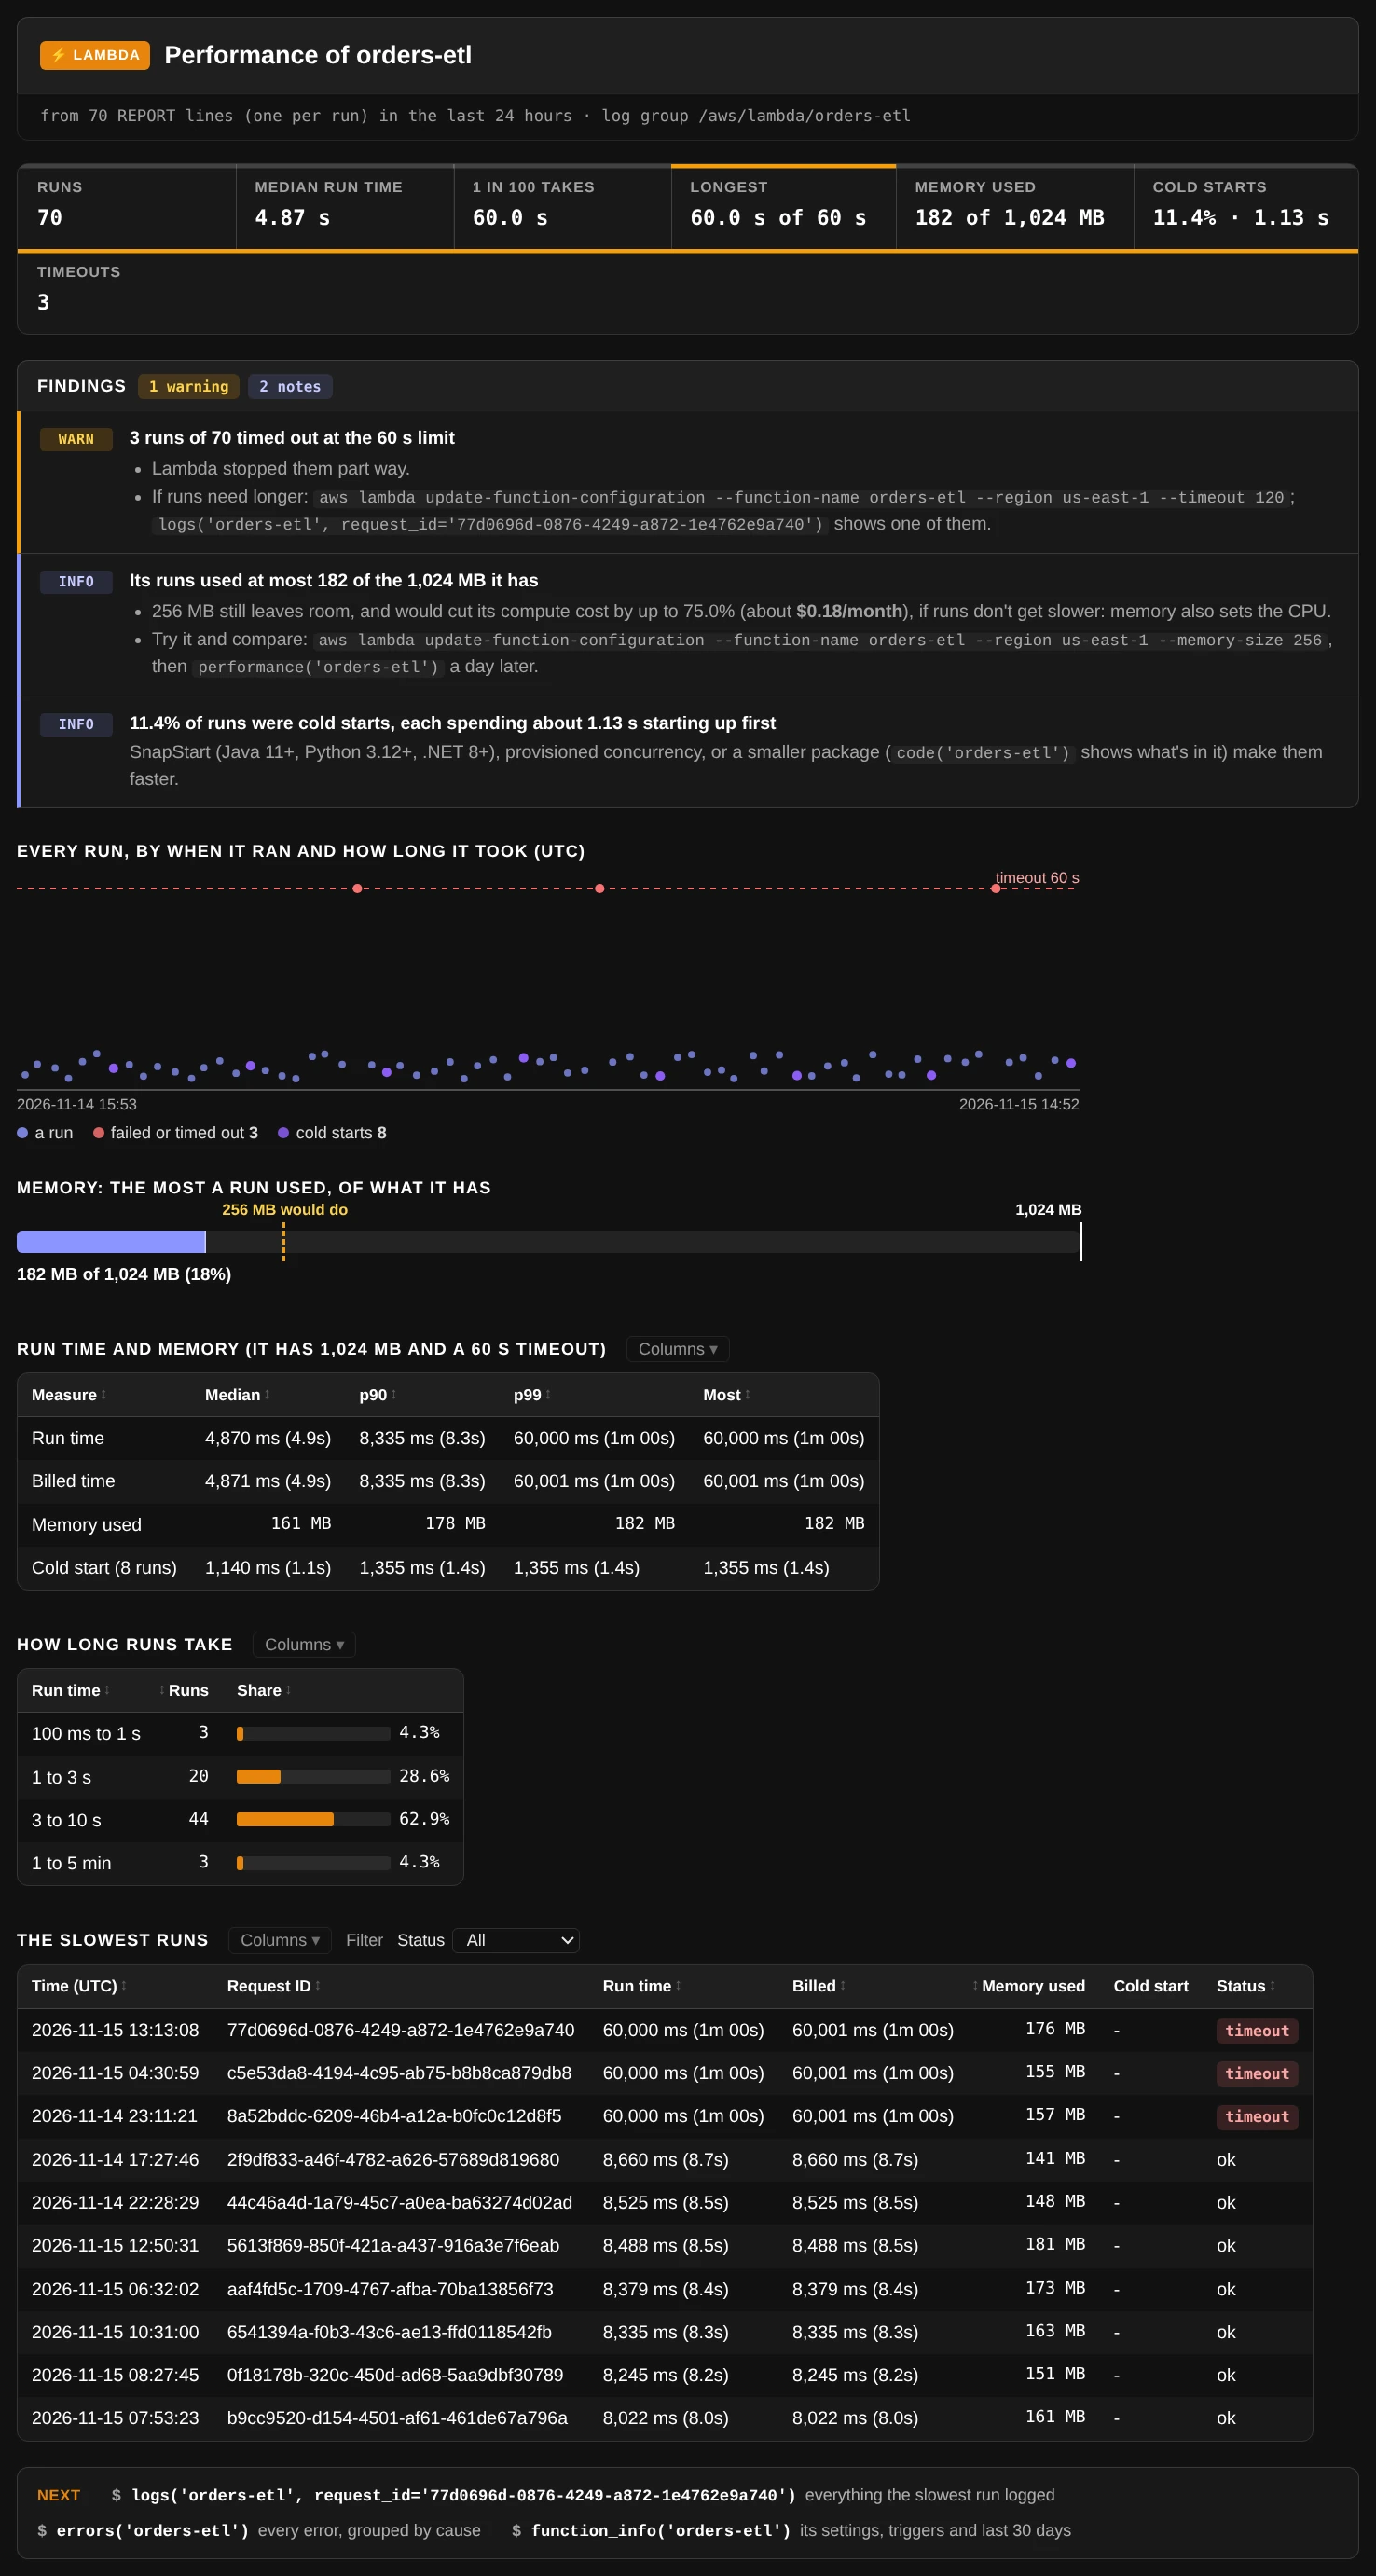 ⚡ LAMBDA Performance of orders-etl
from 70 REPORT lines (one per run) in the last 24 hours · log group /aws/lambda/orders-etl
RUNS MEDIAN RUN TIME 1 IN 100 TAKES LONGEST MEMORY USED COLD STARTS
70 4.87 s 60.0 s 60.0 s of 60 s 182 of 1,024 MB 11.4% · 1.13 s
TIMEOUTS
3
FINDINGS 1 warning 2 notes
WARN 3 runs of 70 timed out at the 60 s limit
• Lambda stopped them part way.
• If runs need longer: aws lambda update-function-configuration --function-name orders-etl --region us-east-1 --timeout 120;
logs('orders-etl', request_id='77d0696d-0876-4249-a872-1e4762e9a740') shows one of them.
INFO Its runs used at most 182 of the 1,024 MB it has
• 256 MB still leaves room, and would cut its compute cost by up to 75.0% (about $0.18/month), if runs don't get slower: memory also sets the CPU.
• Try it and compare: aws lambda update-function-configuration --function-name orders-etl --region us-east-1 --memory-size 256,
then performance('orders-etl') a day later.
INFO 11.4% of runs were cold starts, each spending about 1.13 s starting up first
SnapStart (Java 11+, Python 3.12+, .NET 8+), provisioned concurrency, or a smaller package (code('orders-etl') shows what's in it) make them
faster.
EVERY RUN, BY WHEN IT RAN AND HOW LONG IT TOOK (UTC)
timeout 60 s
2026-11-14 15:53 2026-11-15 14:52
a run failed or timed out 3 cold starts 8
MEMORY: THE MOST A RUN USED, OF WHAT IT HAS
256 MB would do 1,024 MB
182 MB of 1,024 MB (18%)
RUN TIME AND MEMORY (IT HAS 1,024 MB AND A 60 S TIMEOUT) Columns ▾
Measure ↕ Median ↕ p90 ↕ p99 ↕ Most ↕
Run time 4,870 ms (4.9s) 8,335 ms (8.3s) 60,000 ms (1m 00s) 60,000 ms (1m 00s)
Billed time 4,871 ms (4.9s) 8,335 ms (8.3s) 60,001 ms (1m 00s) 60,001 ms (1m 00s)
Memory used 161 MB 178 MB 182 MB 182 MB
Cold start (8 runs) 1,140 ms (1.1s) 1,355 ms (1.4s) 1,355 ms (1.4s) 1,355 ms (1.4s)
HOW LONG RUNS TAKE Columns ▾
Run time ↕ ↕ Runs Share ↕
100 ms to 1 s 3 4.3%
1 to 3 s 20 28.6%
3 to 10 s 44 62.9%
1 to 5 min 3 4.3%
THE SLOWEST RUNS Columns ▾ Filter Status All
Time (UTC) ↕ Request ID ↕ Run time ↕ Billed ↕ ↕ Memory used Cold start Status ↕
2026-11-15 13:13:08 77d0696d-0876-4249-a872-1e4762e9a740 60,000 ms (1m 00s) 60,001 ms (1m 00s) 176 MB - timeout
2026-11-15 04:30:59 c5e53da8-4194-4c95-ab75-b8b8ca879db8 60,000 ms (1m 00s) 60,001 ms (1m 00s) 155 MB - timeout
2026-11-14 23:11:21 8a52bddc-6209-46b4-a12a-b0fc0c12d8f5 60,000 ms (1m 00s) 60,001 ms (1m 00s) 157 MB - timeout
2026-11-14 17:27:46 2f9df833-a46f-4782-a626-57689d819680 8,660 ms (8.7s) 8,660 ms (8.7s) 141 MB - ok
2026-11-14 22:28:29 44c46a4d-1a79-45c7-a0ea-ba63274d02ad 8,525 ms (8.5s) 8,525 ms (8.5s) 148 MB - ok
2026-11-15 12:50:31 5613f869-850f-421a-a437-916a3e7f6eab 8,488 ms (8.5s) 8,488 ms (8.5s) 181 MB - ok
2026-11-15 06:32:02 aaf4fd5c-1709-4767-afba-70ba13856f73 8,379 ms (8.4s) 8,379 ms (8.4s) 173 MB - ok
2026-11-15 10:31:00 6541394a-f0b3-43c6-ae13-ffd0118542fb 8,335 ms (8.3s) 8,335 ms (8.3s) 163 MB - ok
2026-11-15 08:27:45 0f18178b-320c-450d-ad68-5aa9dbf30789 8,245 ms (8.2s) 8,245 ms (8.2s) 151 MB - ok
2026-11-15 07:53:23 b9cc9520-d154-4501-af61-461de67a796a 8,022 ms (8.0s) 8,022 ms (8.0s) 161 MB - ok
NEXT $ logs('orders-etl', request_id='77d0696d-0876-4249-a872-1e4762e9a740') everything the slowest run logged
$ errors('orders-etl') every error, grouped by cause $ function_info('orders-etl') its settings, triggers and last 30 days